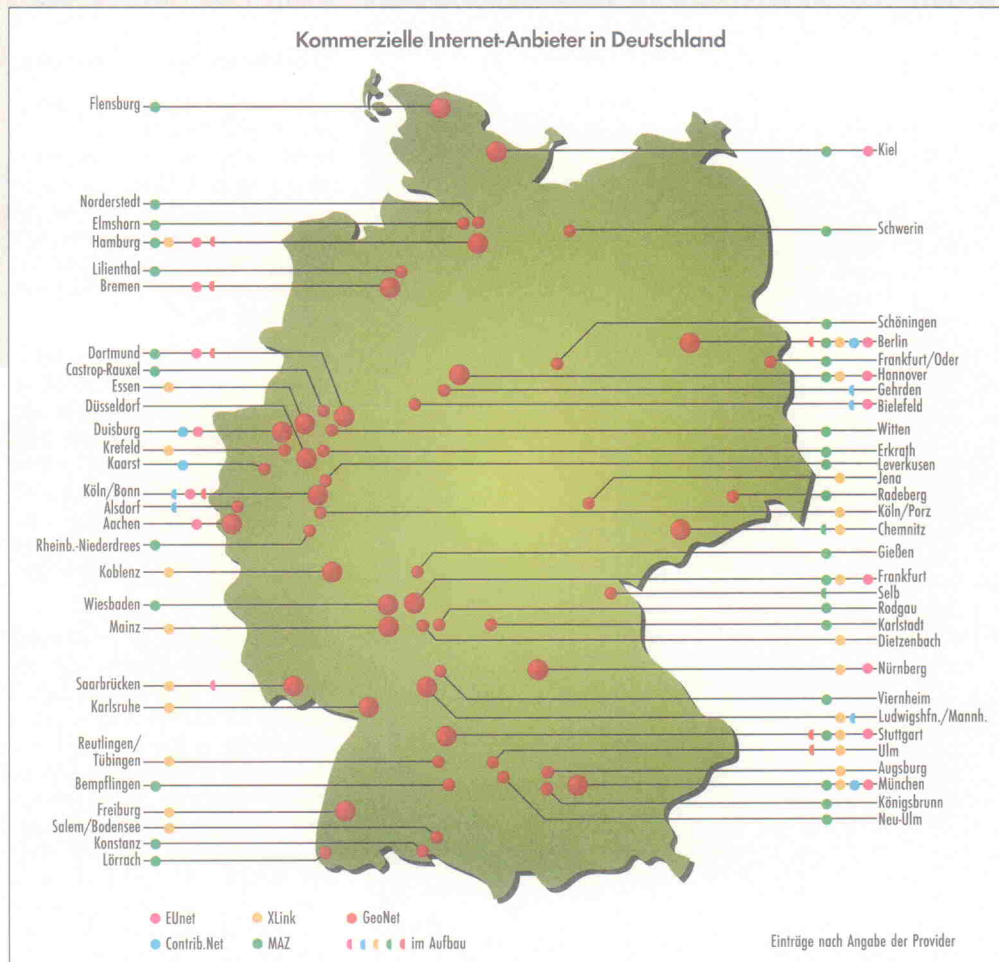 Kommerzielle Internet-Anbieter in Deutschland
Flensburg
Norderstedt
Elmshorn
Hamburg
Lilienthal
Bremen
Dortmund
Castrop-Rauxel
Essen
Düsseldorf
Duisburg
Krefeld
Kaarst
Köln/Bonn
Alsdorf
Aachen
Rheinb.-Niederdrees
Koblenz
Wiesbaden
Mainz
Saarbrücken
Karlsruhe
Reutlingen/
Tübingen
Bempflingen
Freiburg
Salem/Bodensee
Konstanz
Lörrach
Kiel
Schwerin
Schöningen
Berlin
Frankfurt/Oder
Hannover
Gehrden
Bielefeld
Witten
Erkrath
Leverkusen
Jena
Radeberg
Köln/Porz
Chemnitz
Gießen
Frankfurt
Selb
Rodgau
Karlstadt
Dietzenbach
Nürnberg
Viernheim
Ludwigshfn./Mannh.
Stuttgart
Ulm
Augsburg
München
Königsbrunn
Neu-Ulm
EUnet XLink GeoNet
Contrib.Net MAZ im Aufbau
Einträge nach Angabe der Provider